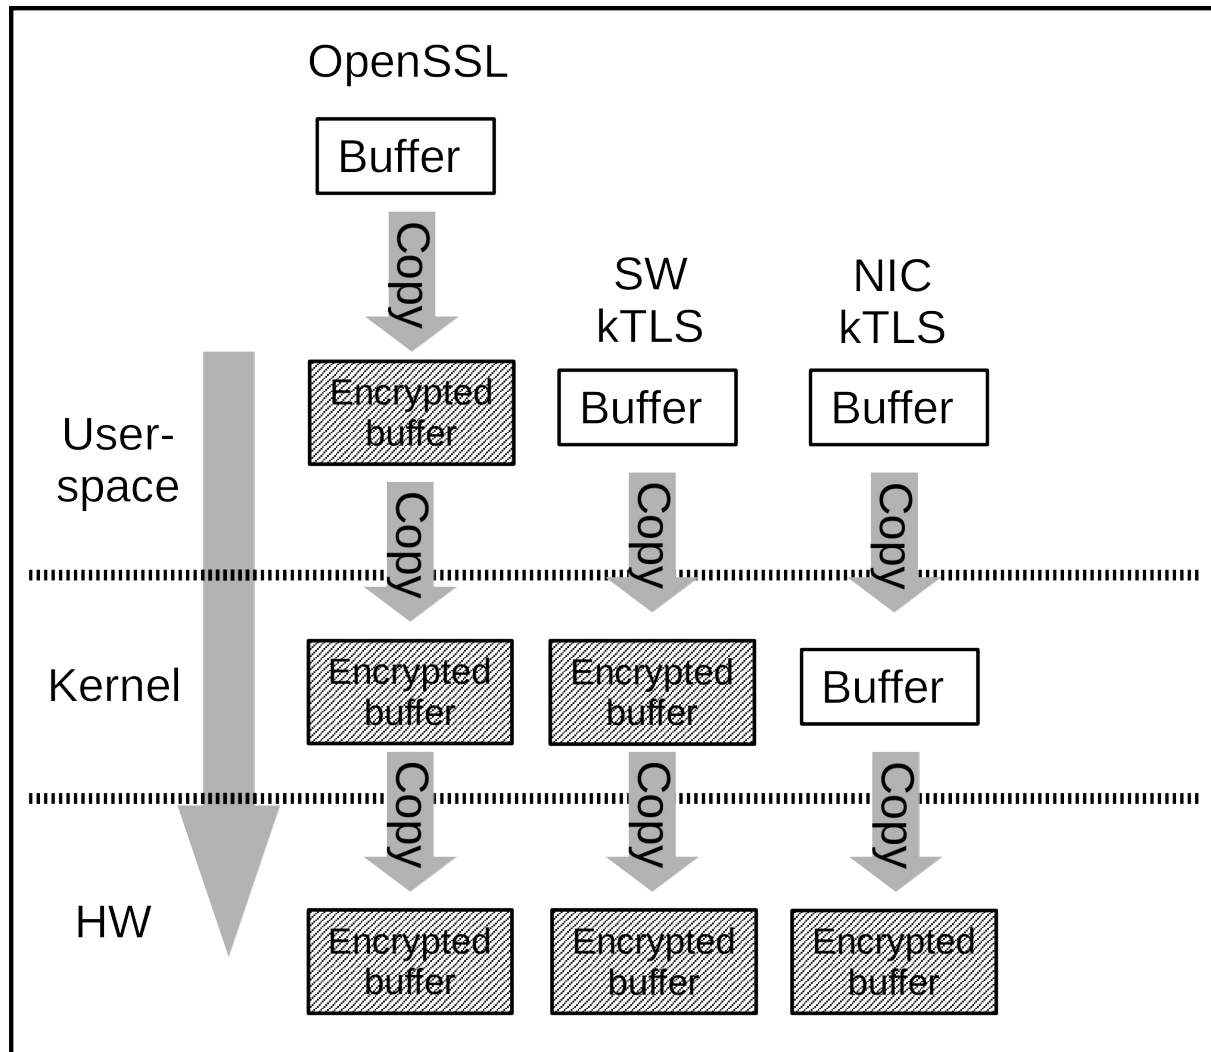 OpenSSL
Buffer
Copy
SW
kTLS
NIC
kTLS
Encrypted
buffer
Buffer
Buffer
User-
space
Copy
Copy
Copy
Kernel
Encrypted
buffer
Encrypted
buffer
Buffer
Copy
Copy
Copy
HW
Encrypted
buffer
Encrypted
buffer
Encrypted
buffer